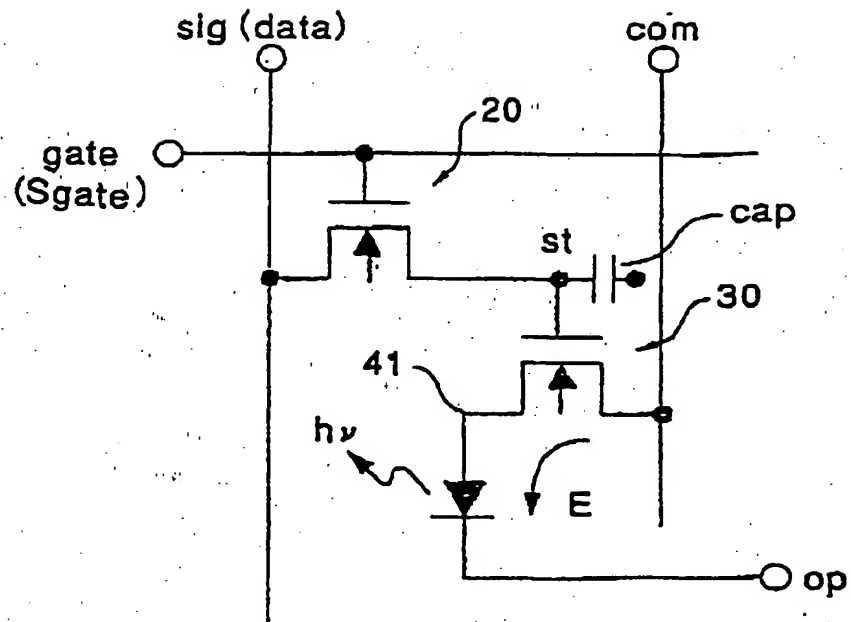 sig (data)
com
20
gate
(Sgate)
cap
st
30
41
hν
E
op